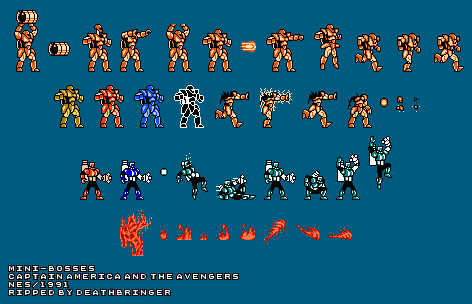 MINI-BOSSES
CAPTAIN AMERICA AND THE AVENGERS
NES/1991
RIPPED BY DEATHBRINGER